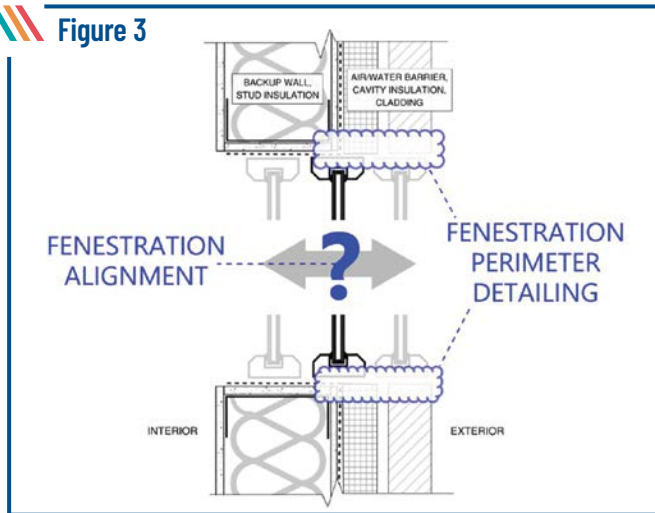 Figure 3
BACKUP WALL,
STUD INSULATION
AIR/WATER BARRIER,
CAVITY INSULATION,
CLADDING
FENESTRATION
ALIGNMENT
?
FENESTRATION
PERIMETER
DETAILING
INTERIOR
EXTERIOR